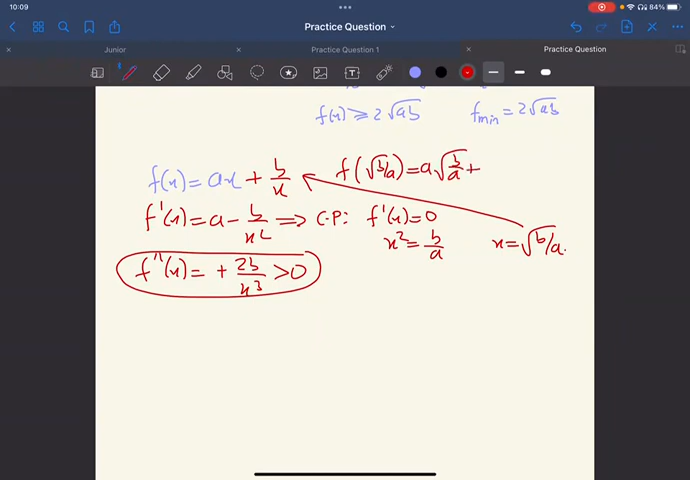 10:09
84%
Practice Question
Junior
Practice Question 1
Practice Question
f(x) ≥ 2√ab
fmin = 2√ab
f(x) = ax + b/x
f(√b/a) = a√b/a +
f'(x) = a - b/x² ⟹ C.P: f'(x) = 0
x² = b/a
x = √b/a.
f''(x) = + 2b/x³ > 0